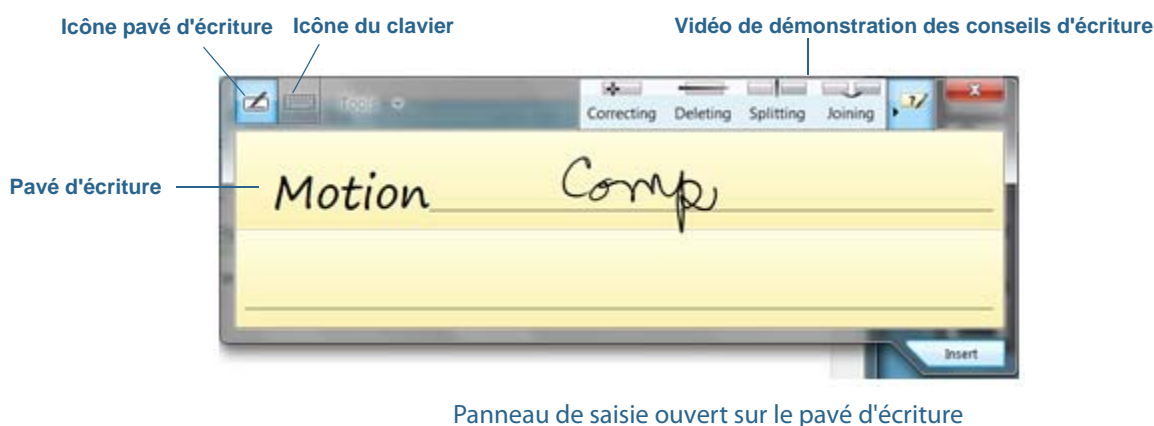 Icône pavé d'écriture Icône du clavier Vidéo de démonstration des conseils d'écriture
Tools
Correcting Deleting Splitting Joining
Pavé d'écriture Motion Comp
Insert
Panneau de saisie ouvert sur le pavé d'écriture